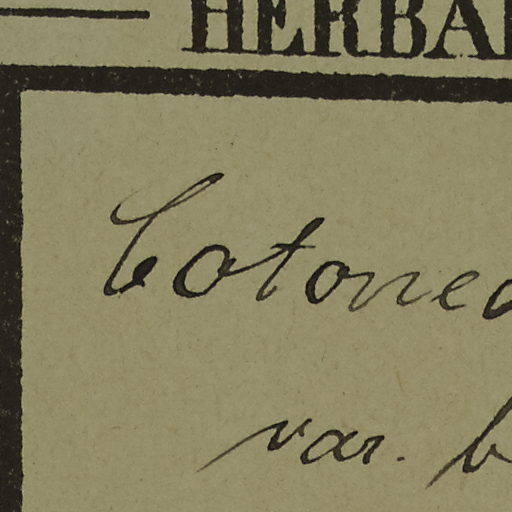 HERBA
Cotonea
var. b